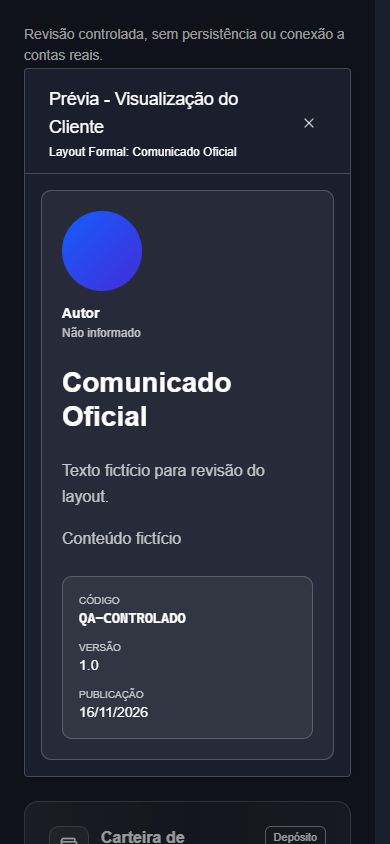 Revisão controlada, sem persistência ou conexão a
contas reais.
Prévia - Visualização do
Cliente
Layout Formal: Comunicado Oficial
Autor
Não informado
Comunicado
Oficial
Texto fictício para revisão do
layout.
Conteúdo fictício
CÓDIGO
QA-CONTROLADO
VERSÃO
1.0
PUBLICAÇÃO
16/11/2026
Carteira de
Depósito